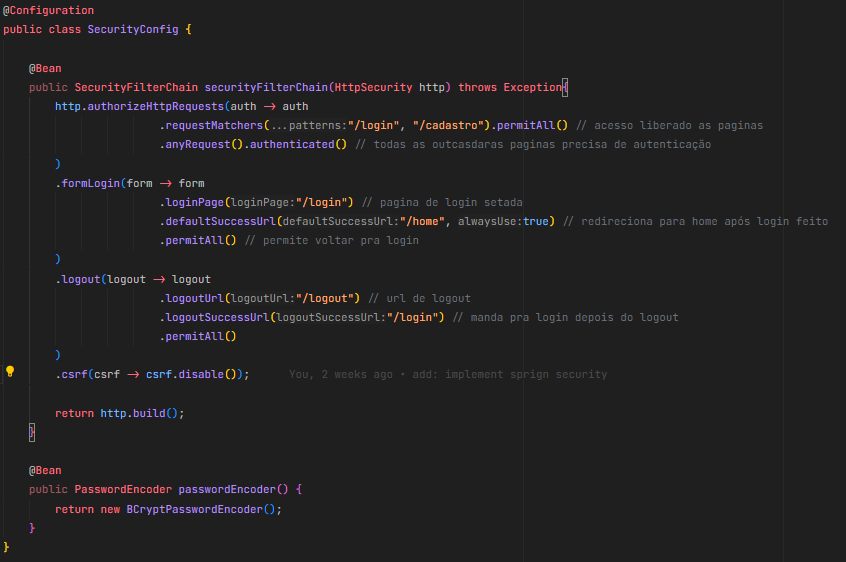 @Configuration
public class SecurityConfig {
@Bean
public SecurityFilterChain securityFilterChain(HttpSecurity http) throws Exception{
http.authorizeHttpRequests(auth -> auth
.requestMatchers(...patterns:"/login", "/cadastro").permitAll() // acesso liberado as paginas
.anyRequest().authenticated() // todas as outcasdaras paginas precisa de autenticação
)
.formLogin(form -> form
.loginPage(loginPage:"/login") // pagina de login setada
.defaultSuccessUrl(defaultSuccessUrl:"/home", alwaysUse:true) // redireciona para home após login feito
.permitAll() // permite voltar pra login
)
.logout(logout -> logout
.logoutUrl(logoutUrl:"/logout") // url de logout
.logoutSuccessUrl(logoutSuccessUrl:"/login") // manda pra login depois do logout
.permitAll()
)
.csrf(csrf -> csrf.disable()); You, 2 weeks ago • add: implement sprign security
return http.build();
}
@Bean
public PasswordEncoder passwordEncoder() {
return new BCryptPasswordEncoder();
}
}